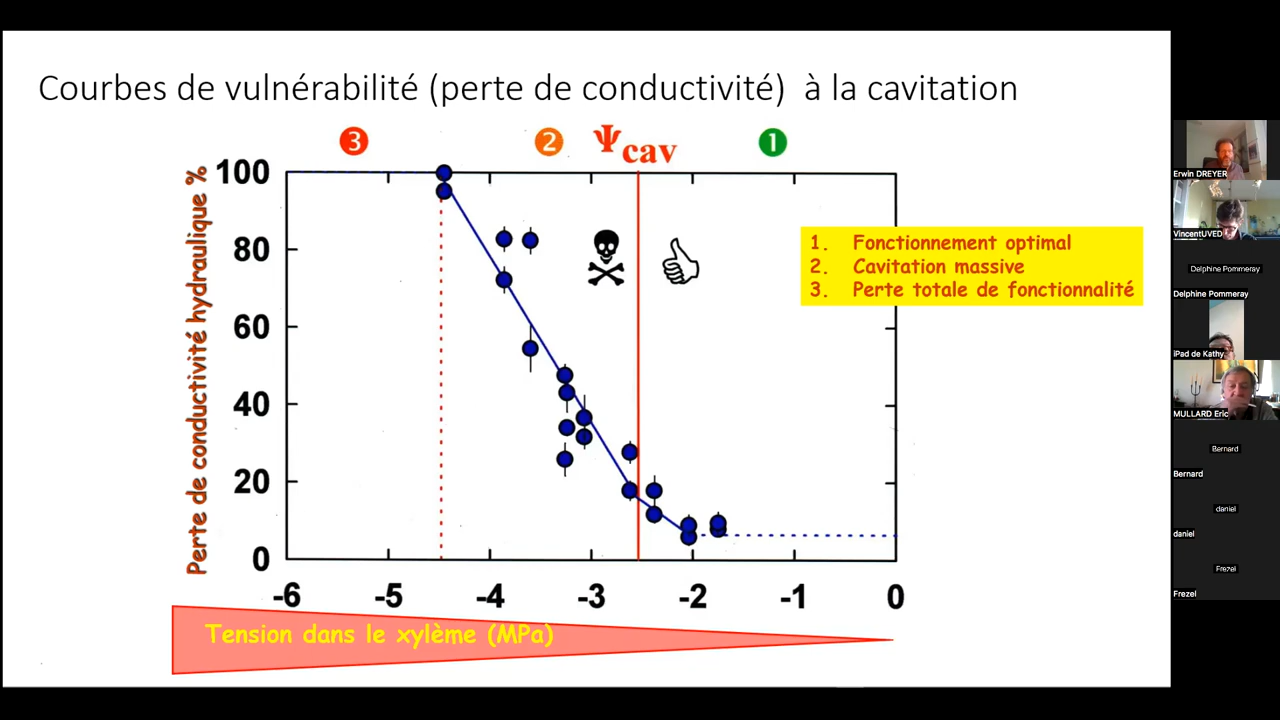 Courbes de vulnérabilité (perte de conductivité) à la cavitation
3
2
Ψcav
1
Perte de conductivité hydraulique %
100
80
60
40
20
0
1. Fonctionnement optimal
2. Cavitation massive
3. Perte totale de fonctionnalité
-6 -5 -4 -3 -2 -1 0
Tension dans le xylème (MPa)
Erwin DREYER
VincentUVED
Delphine Pommeray
Delphine Pommeray
iPad de Kathy
MULLARD Eric
Bernard
Bernard
daniel
daniel
Frezel
Frezel